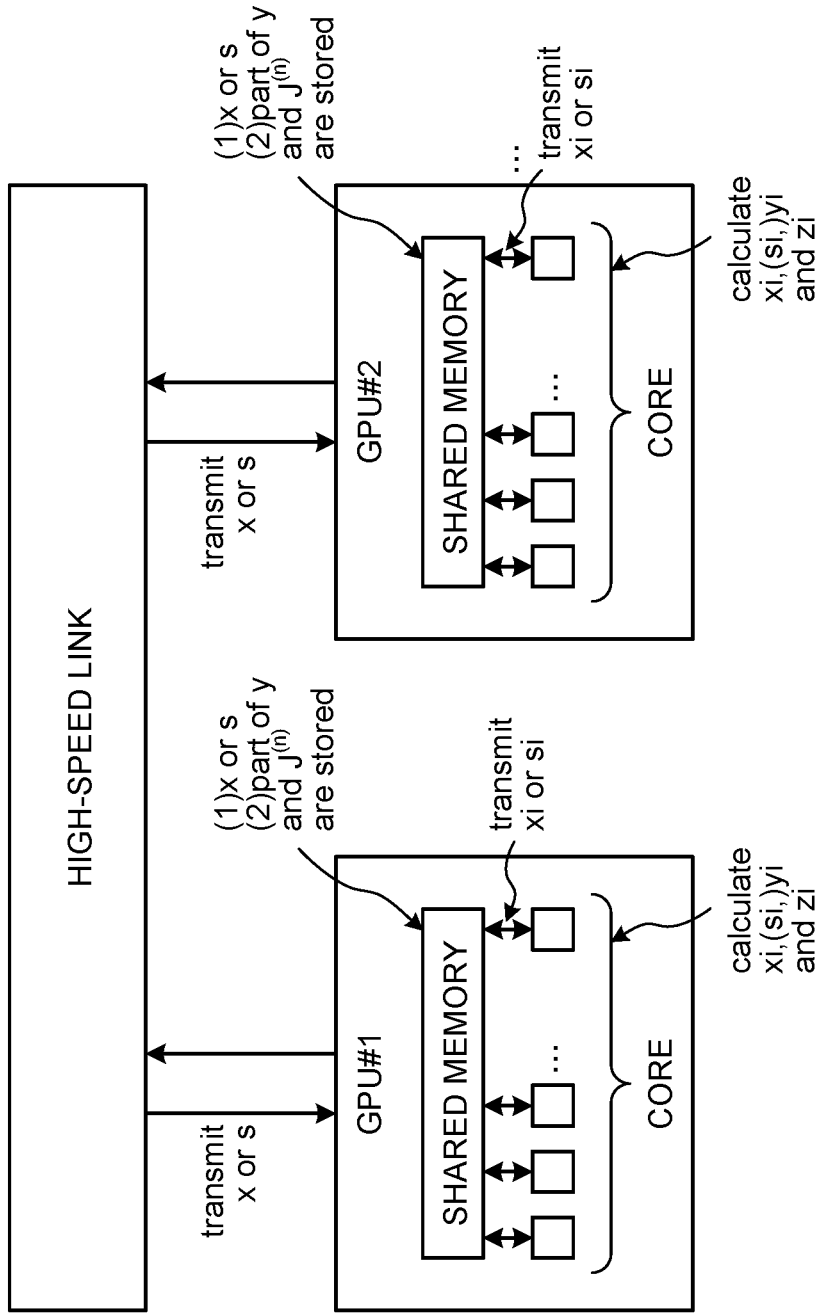 HIGH-SPEED LINK
transmit
x or s
GPU#1
(1)x or s
(2)part of y
and J(n)
are stored
SHARED MEMORY
transmit
xi or si
...
CORE
calculate
xi,(si,)yi
and zi
transmit
x or s
GPU#2
(1)x or s
(2)part of y
and J(n)
are stored
SHARED MEMORY
transmit
xi or si
...
...
CORE
calculate
xi,(si,)yi
and zi